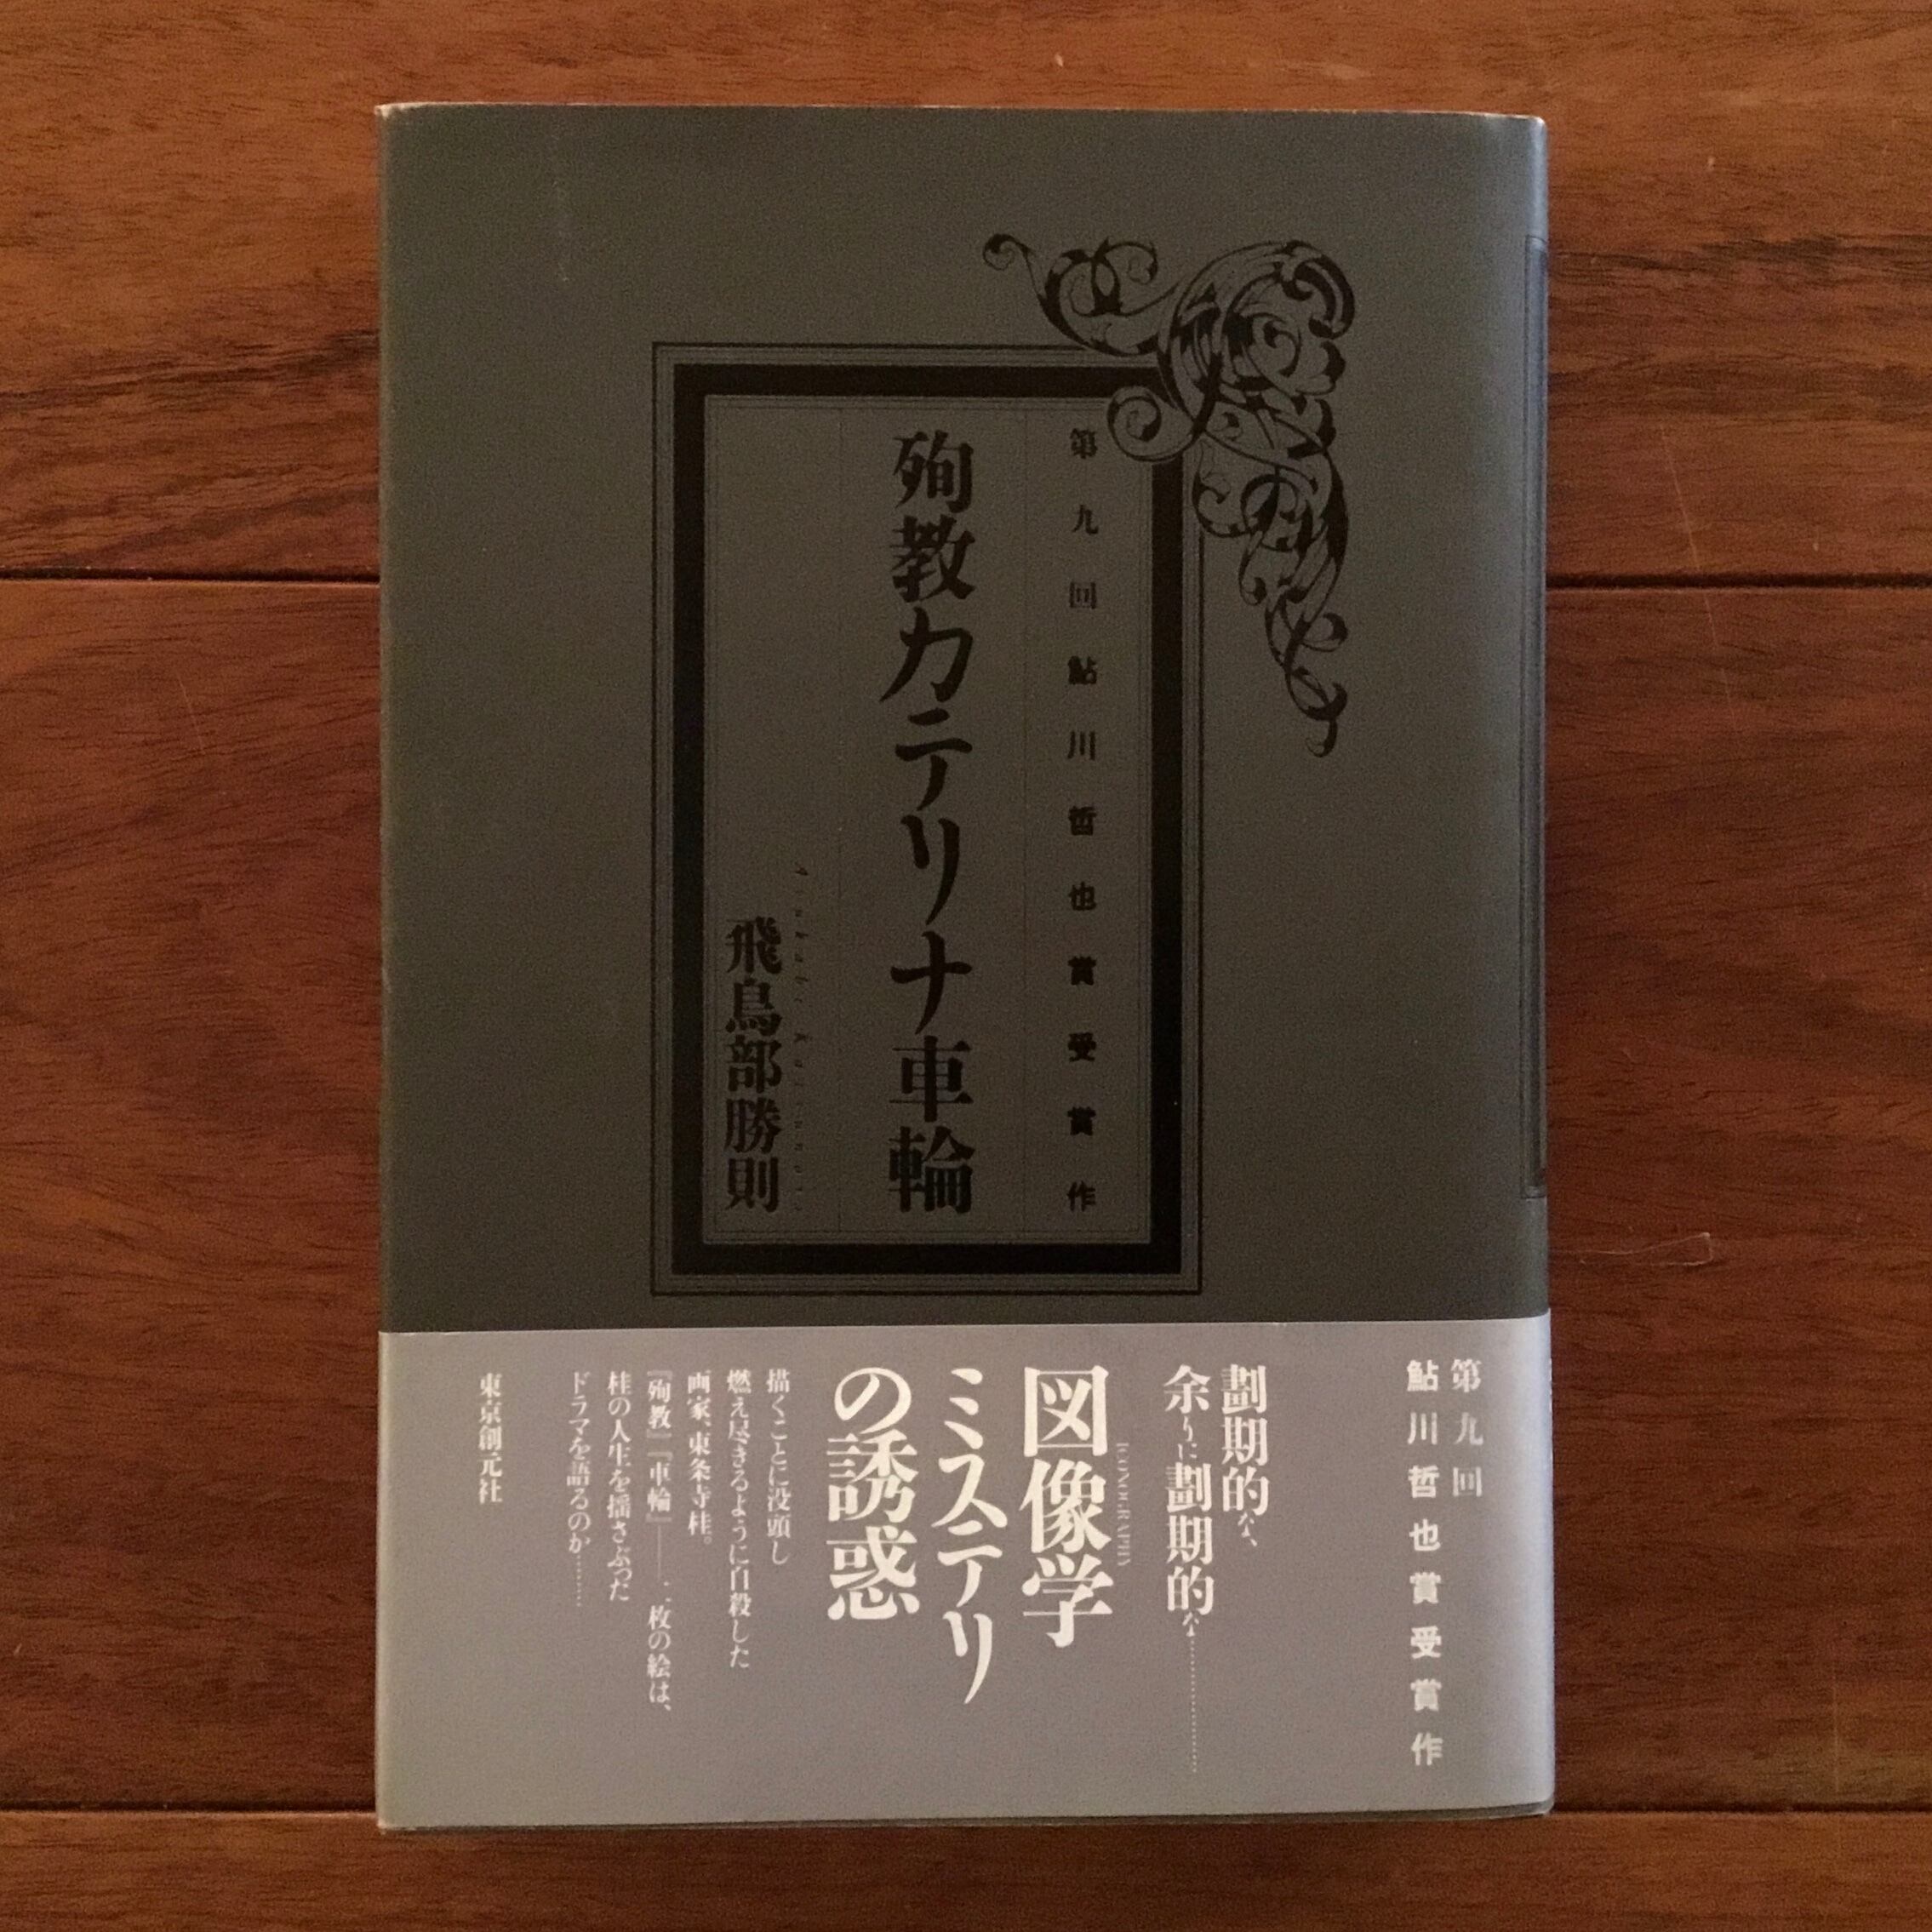 第九回鮎川哲也賞受賞作
殉教カテリナ車輪
Asukabe Katsunori
飛鳥部勝則
第九回
鮎川哲也賞受賞作
劃期的な、
余りに劃期的な…………
図像学
ICONOGRAPHY
ミステリ
の誘惑
描くことに没頭し
燃え尽きるように自殺した
画家、東条寺桂。
『殉教』『車輪』――二枚の絵は、
桂の人生を揺さぶった
ドラマを語るのか………
東京創元社